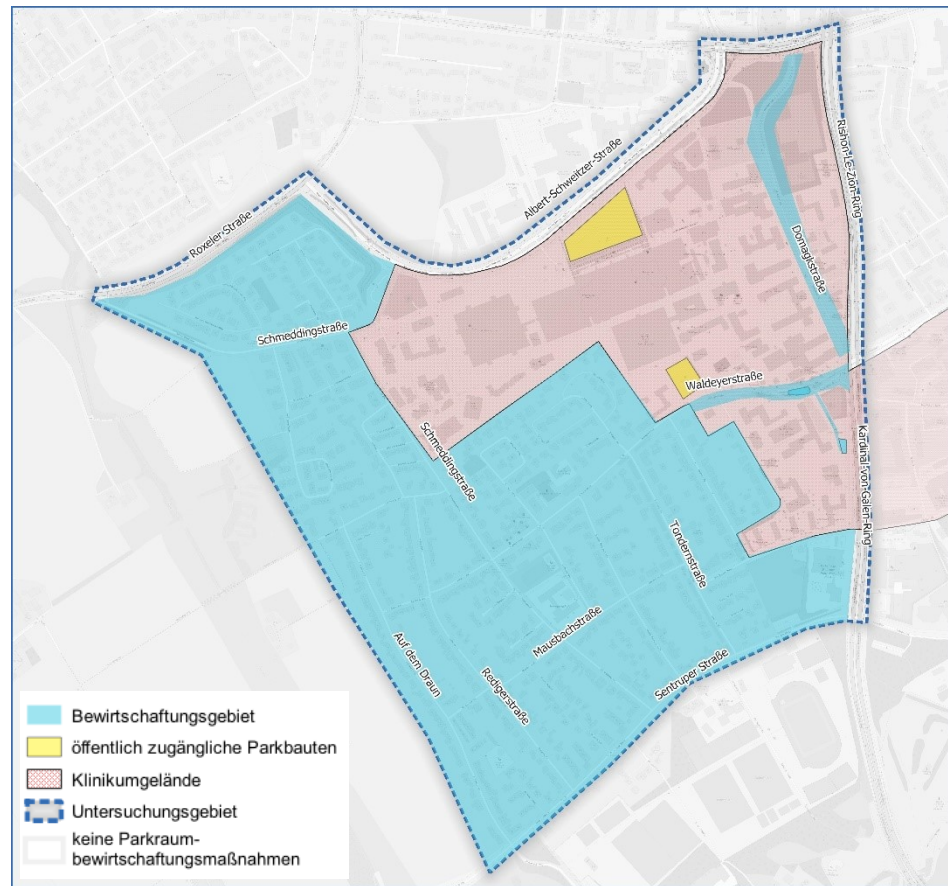 Rishon-Le-Zion-Ring
Albert-Schweitzer-Straße
Roxeler-Straße
Domagkstraße
Schmeddingstraße
Waldeyerstraße
Schmeddingstraße
Kardinal-von-Galen-Ring
Tondernstraße
Mausbachstraße
Auf dem Draun
Redigerstraße
Sentruper Straße
Bewirtschaftungsgebiet
öffentlich zugängliche Parkbauten
Klinikumgelände
Untersuchungsgebiet
keine Parkraum-
bewirtschaftungsmaßnahmen